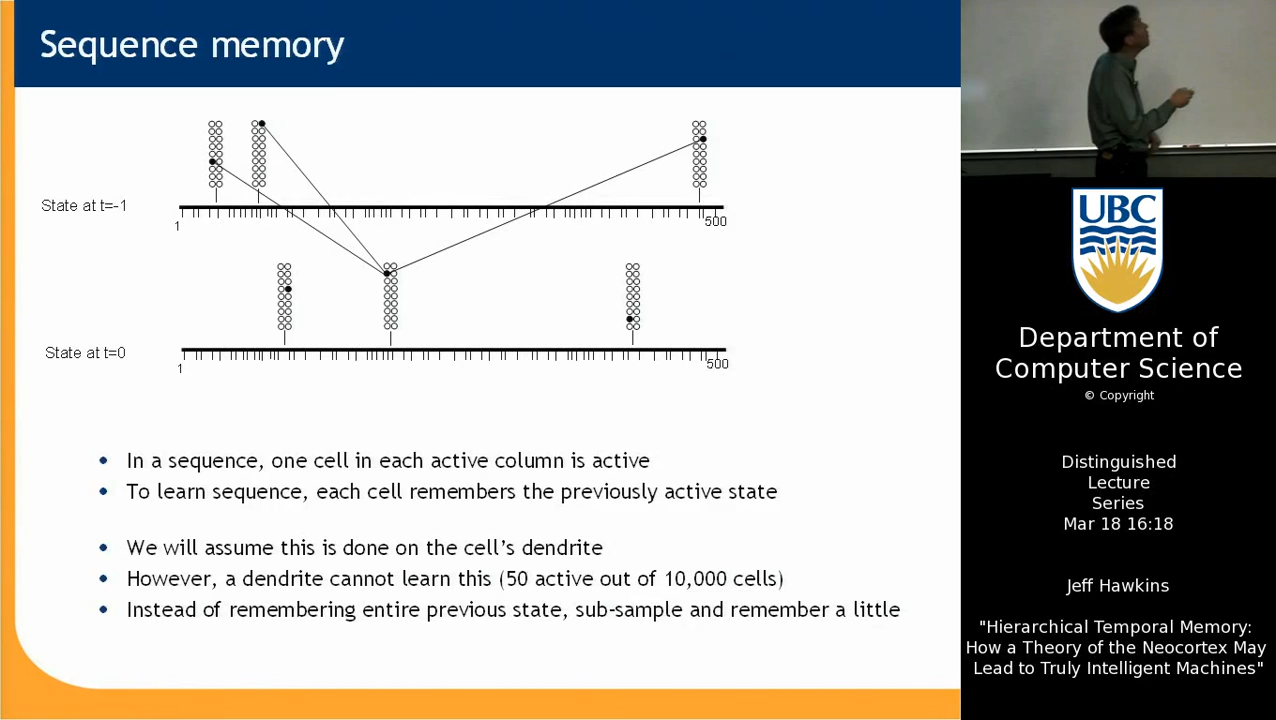 Sequence memory
State at t=-1
1
500
State at t=0
1
500
• In a sequence, one cell in each active column is active
• To learn sequence, each cell remembers the previously active state
• We will assume this is done on the cell's dendrite
• However, a dendrite cannot learn this (50 active out of 10,000 cells)
• Instead of remembering entire previous state, sub-sample and remember a little
UBC
Department of
Computer Science
© Copyright
Distinguished
Lecture
Series
Mar 18 16:18
Jeff Hawkins
"Hierarchical Temporal Memory:
How a Theory of the Neocortex May
Lead to Truly Intelligent Machines"